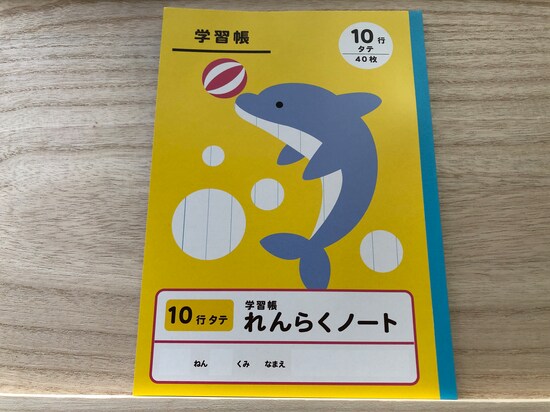 学習帳
10行
タテ
40枚
10行タテ
学習帳
れんらくノート
ねん くみ なまえ